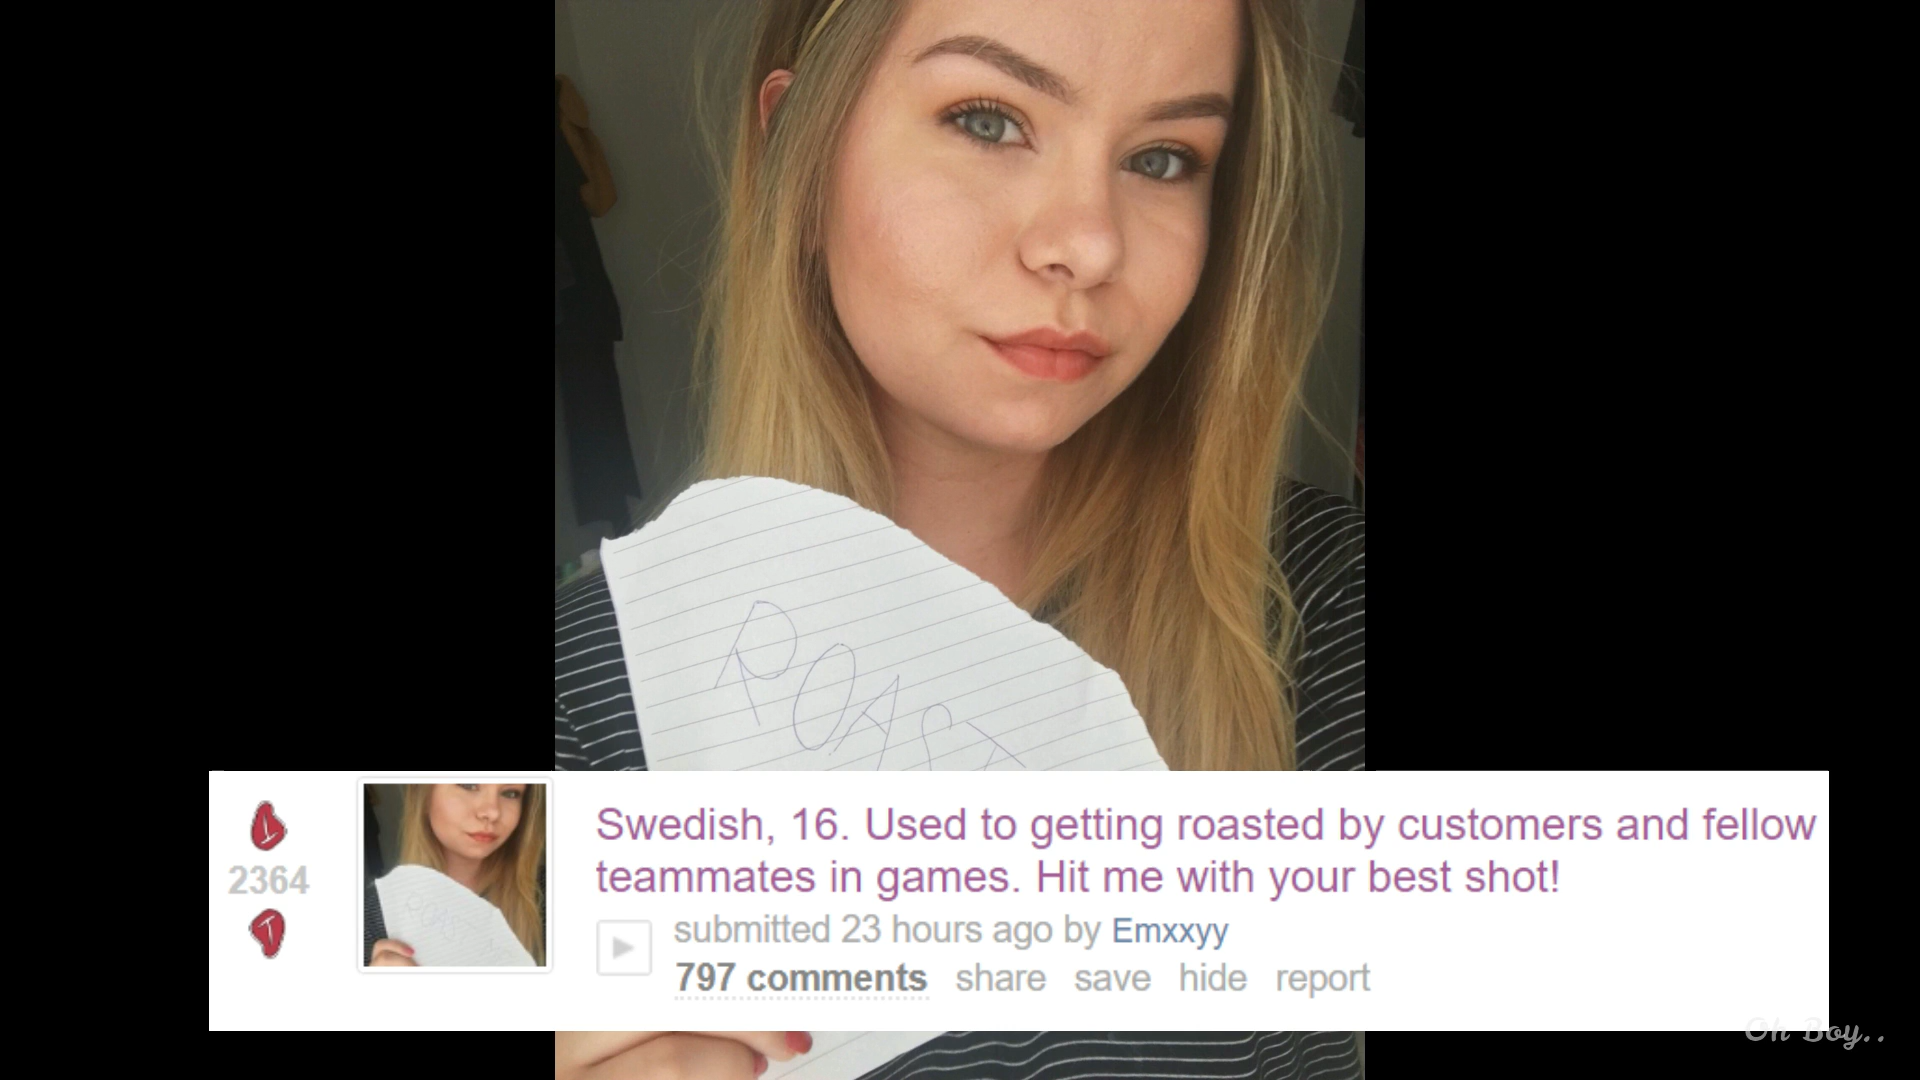 ROAST
Swedish, 16. Used to getting roasted by customers and fellow
teammates in games. Hit me with your best shot!
2364
submitted 23 hours ago by Emxxyy
797 comments share save hide report
Oh Boy..